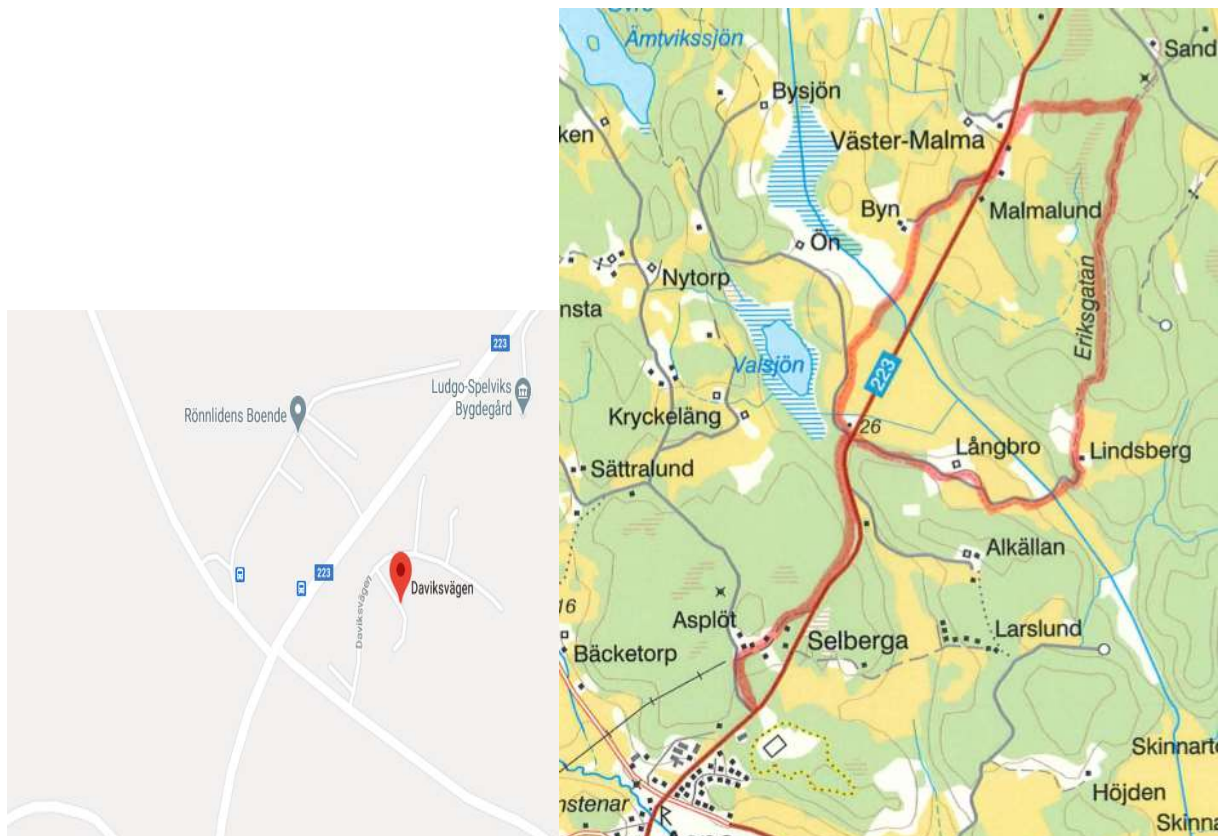 223
Ludgo-Spelviks
Bygdegård
Rönnlidens Boende
223
Daviksvägen
Daviksvägen
Ämtvikssjön
Sand
Bysjön
ken
Väster-Malma
Byn
Malmalund
Ön
Nytorp
nsta
Eriksgatan
Valsjön
223
Kryckeläng
26
Långbro
Lindsberg
Sättralund
Alkällan
16
Asplöt
Larslund
Selberga
Bäcketorp
Skinnarto
Höjden
nstenar
R
Skinna